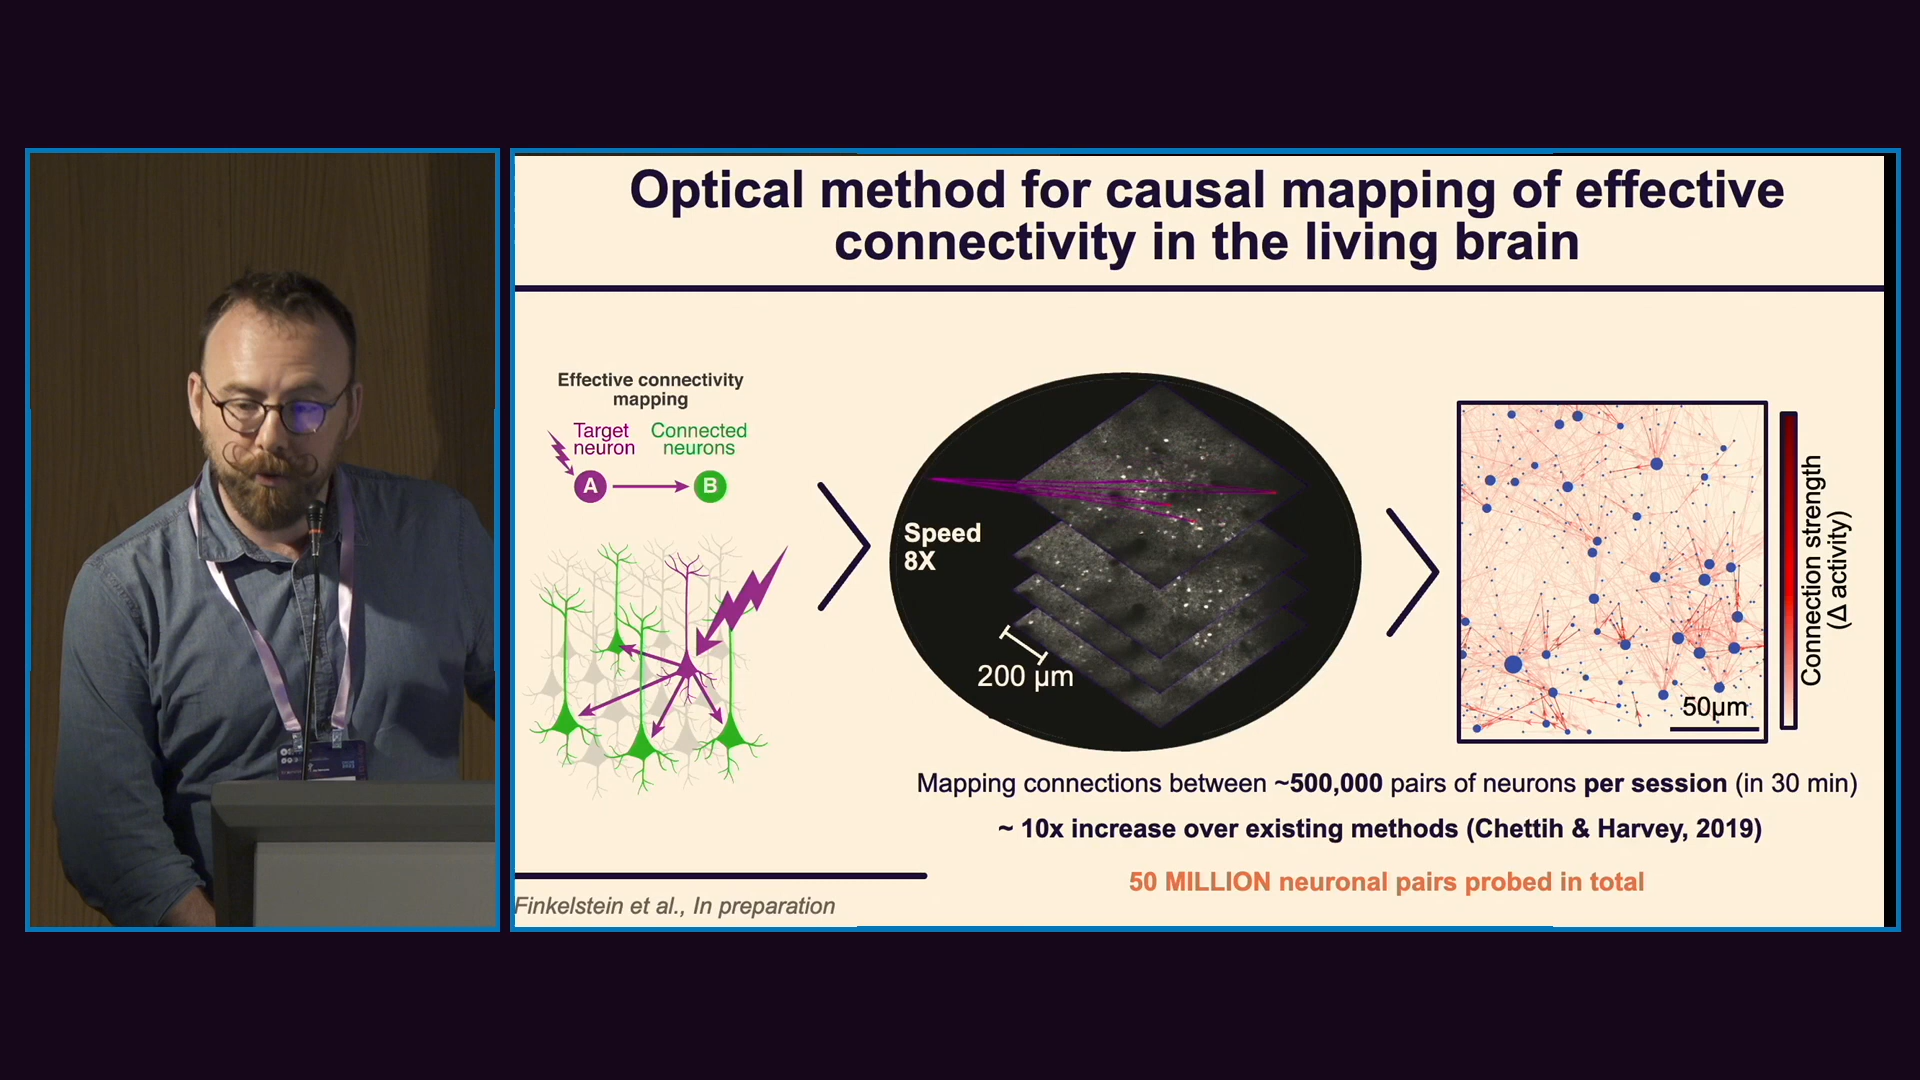 Optical method for causal mapping of effective
connectivity in the living brain
Effective connectivity
mapping
Target
neuron
Connected
neurons
A
B
Speed
8X
200 µm
50µm
Connection strength
(Δ activity)
Mapping connections between ~500,000 pairs of neurons per session (in 30 min)
~ 10x increase over existing methods (Chettih & Harvey, 2019)
50 MILLION neuronal pairs probed in total
Finkelstein et al., In preparation